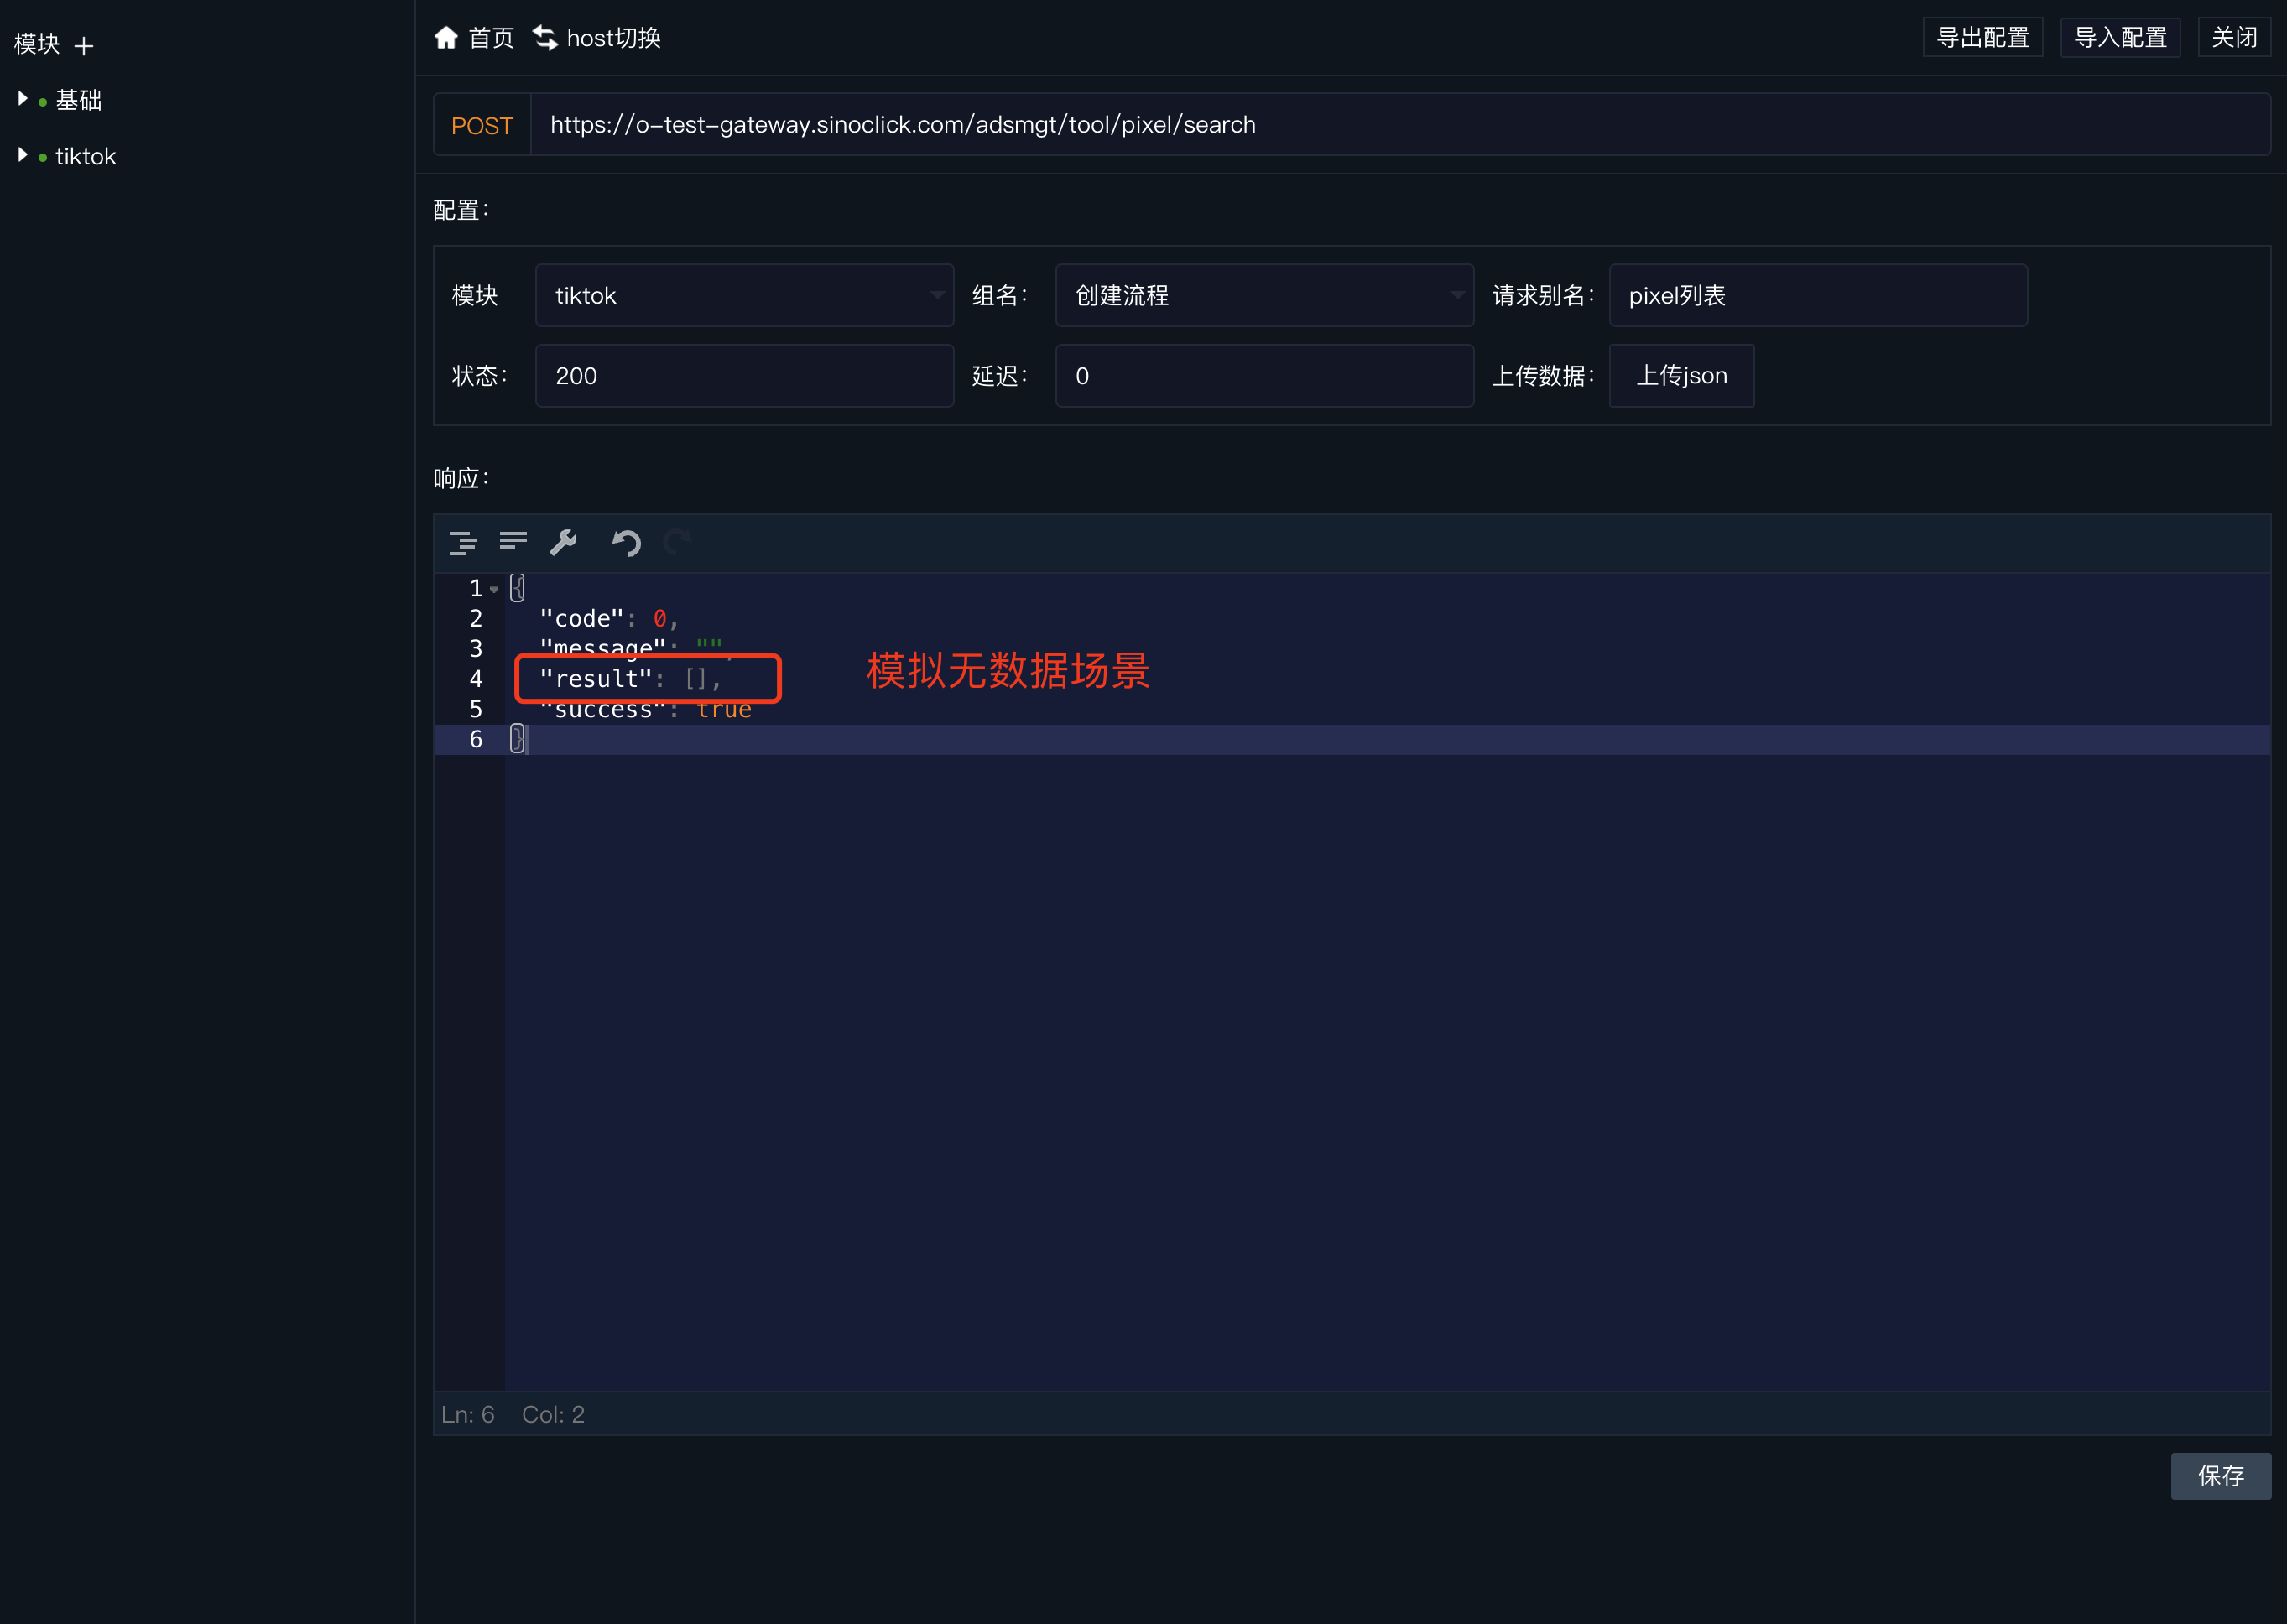 模块 +
基础
tiktok
首页 host切换 导出配置 导入配置 关闭
POST https://o-test-gateway.sinoclick.com/adsmgt/tool/pixel/search
配置：
模块 tiktok 组名： 创建流程 请求别名： pixel列表
状态： 200 延迟： 0 上传数据： 上传json
响应：
1 {
2 "code": 0,
3 "message": "",
4 "result": [],
模拟无数据场景
5 "success": true
6 }
Ln: 6 Col: 2
保存